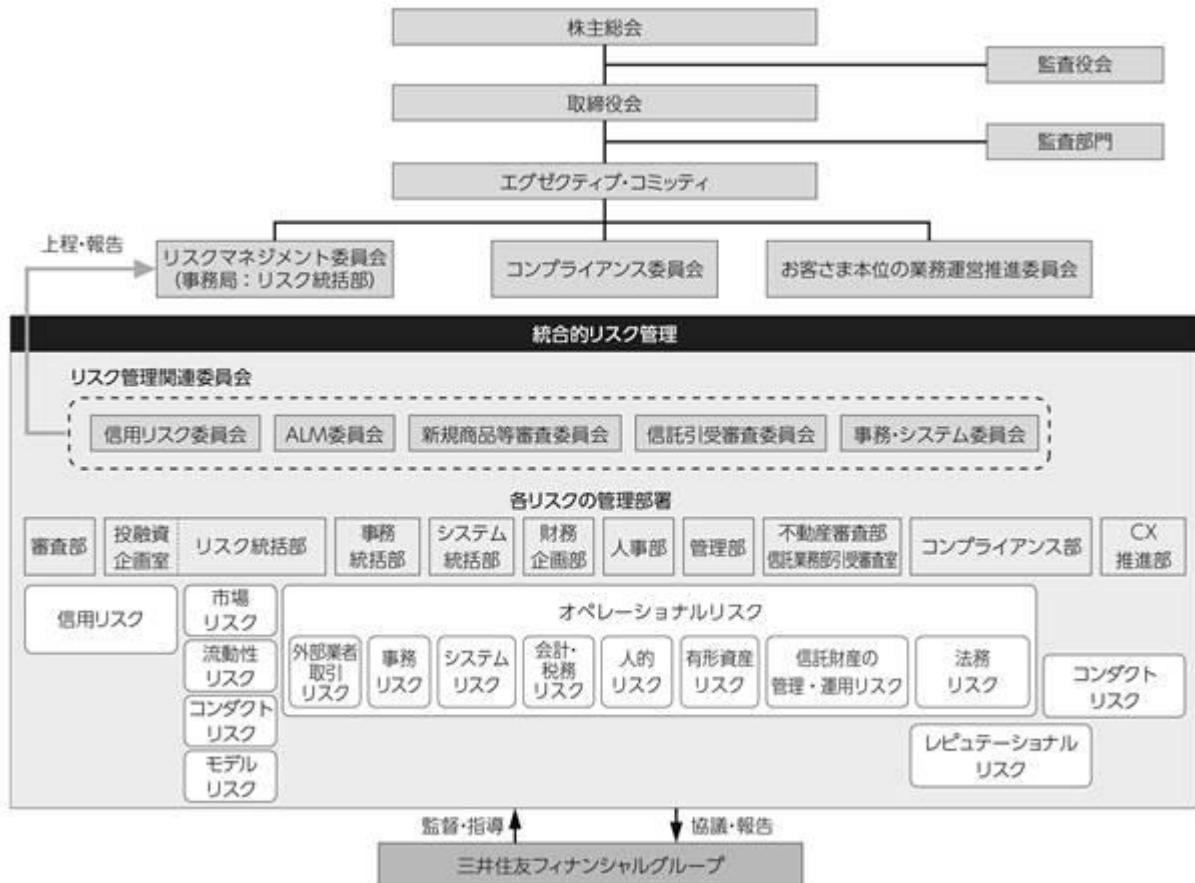 株主総会
監査役会
取締役会
監査部門
エグゼクティブ・コミッティ
上程・報告
リスクマネジメント委員会
(事務局：リスク統括部)
コンプライアンス委員会
お客さま本位の業務運営推進委員会
統合的リスク管理
リスク管理関連委員会
信用リスク委員会
ALM委員会
新規商品等審査委員会
信託引受審査委員会
事務・システム委員会
各リスクの管理部署
審査部
投融資
企画室
リスク統括部
事務
統括部
システム
統括部
財務
企画部
人事部
管理部
不動産審査部
信託業務部引受審査室
コンプライアンス部
CX
推進部
信用リスク
市場
リスク
流動性
リスク
コンダクト
リスク
モデル
リスク
オペレーショナルリスク
外部業者
取引
リスク
事務
リスク
システム
リスク
会計・
税務
リスク
人的
リスク
有形資産
リスク
信託財産の
管理・運用リスク
法務
リスク
コンダクト
リスク
レピュテーショナル
リスク
監督・指導
協議・報告
三井住友フィナンシャルグループ